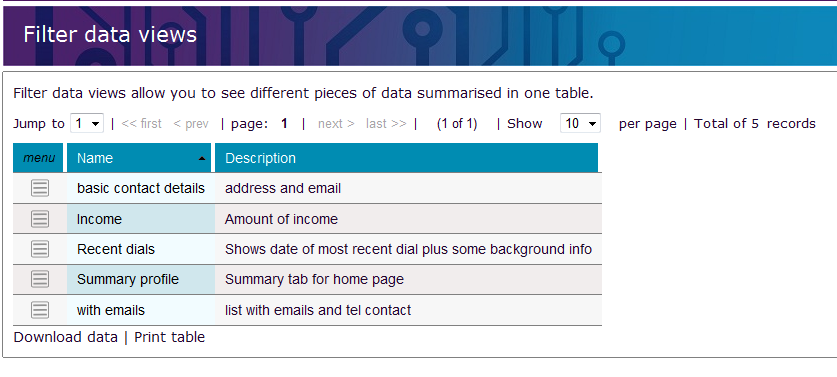 Filter data views
Filter data views allow you to see different pieces of data summarised in one table.
Jump to 1 | << first < prev | page: 1 | next > last >> | (1 of 1) | Show 10 per page | Total of 5 records
menu Name Description
basic contact details address and email
Income Amount of income
Recent dials Shows date of most recent dial plus some background info
Summary profile Summary tab for home page
with emails list with emails and tel contact
Download data | Print table